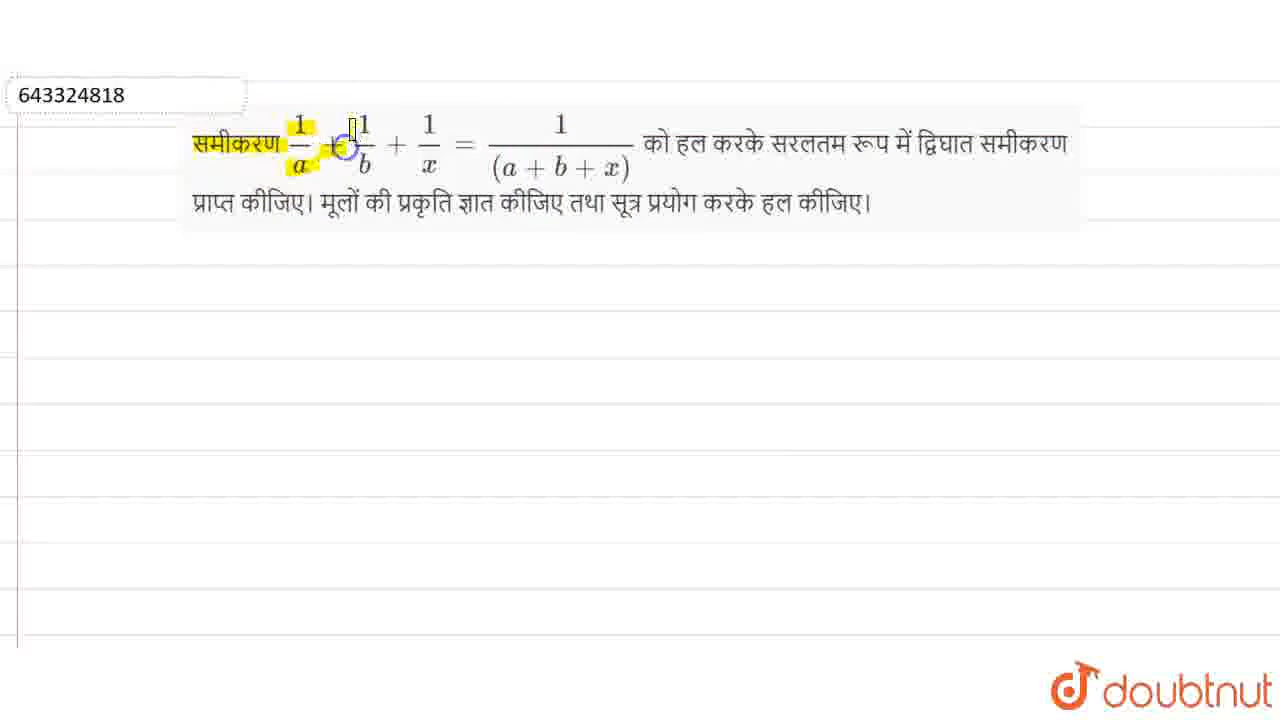 643324818
समीकरण 1/a + 1/b + 1/x = 1/(a + b + x) को हल करके सरलतम रूप में द्विघात समीकरण
प्राप्त कीजिए। मूलों की प्रकृति ज्ञात कीजिए तथा सूत्र प्रयोग करके हल कीजिए।
doubtnut